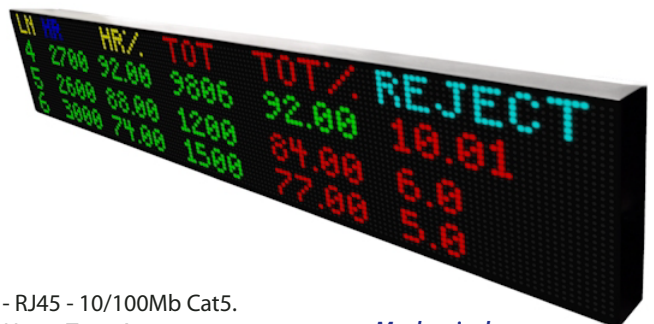 LN HR HR% TOT TOT% REJECT
4 2700 92.00 9806 92.00 10.01
5 2600 88.00 1200 84.00 6.0
6 3000 74.00 1500 77.00 5.0
- RJ45 - 10/100Mb Cat5.